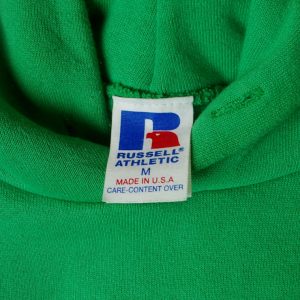 R
RUSSELL®
ATHLETIC
M
MADE IN U.S.A
CARE-CONTENT OVER